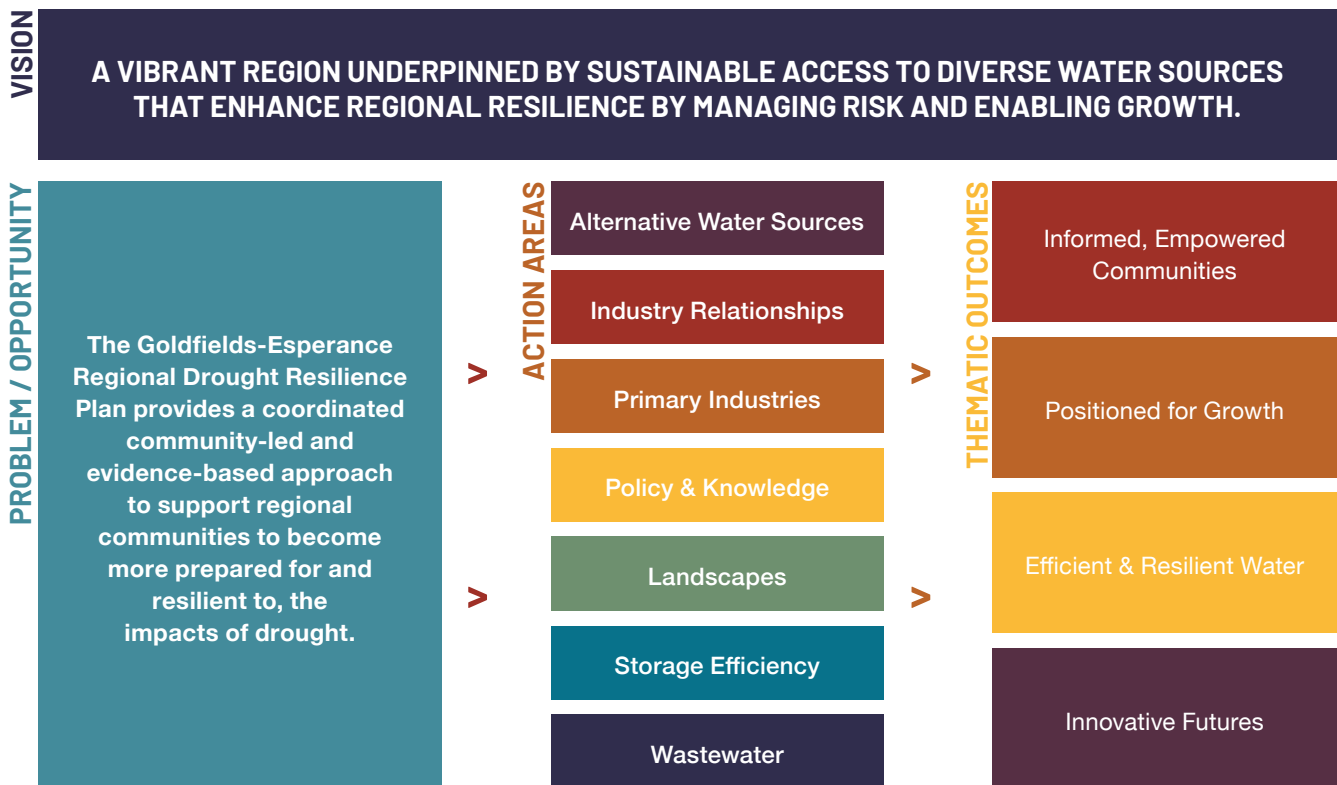 VISION
A VIBRANT REGION UNDERPINNED BY SUSTAINABLE ACCESS TO DIVERSE WATER SOURCES
THAT ENHANCE REGIONAL RESILIENCE BY MANAGING RISK AND ENABLING GROWTH.
PROBLEM / OPPORTUNITY
The Goldfields-Esperance
Regional Drought Resilience
Plan provides a coordinated
community-led and
evidence-based approach
to support regional
communities to become
more prepared for and
resilient to, the
impacts of drought.
>
>
ACTION AREAS
Alternative Water Sources
Industry Relationships
Primary Industries
Policy & Knowledge
Landscapes
Storage Efficiency
Wastewater
>
>
THEMATIC OUTCOMES
Informed, Empowered
Communities
Positioned for Growth
Efficient & Resilient Water
Innovative Futures